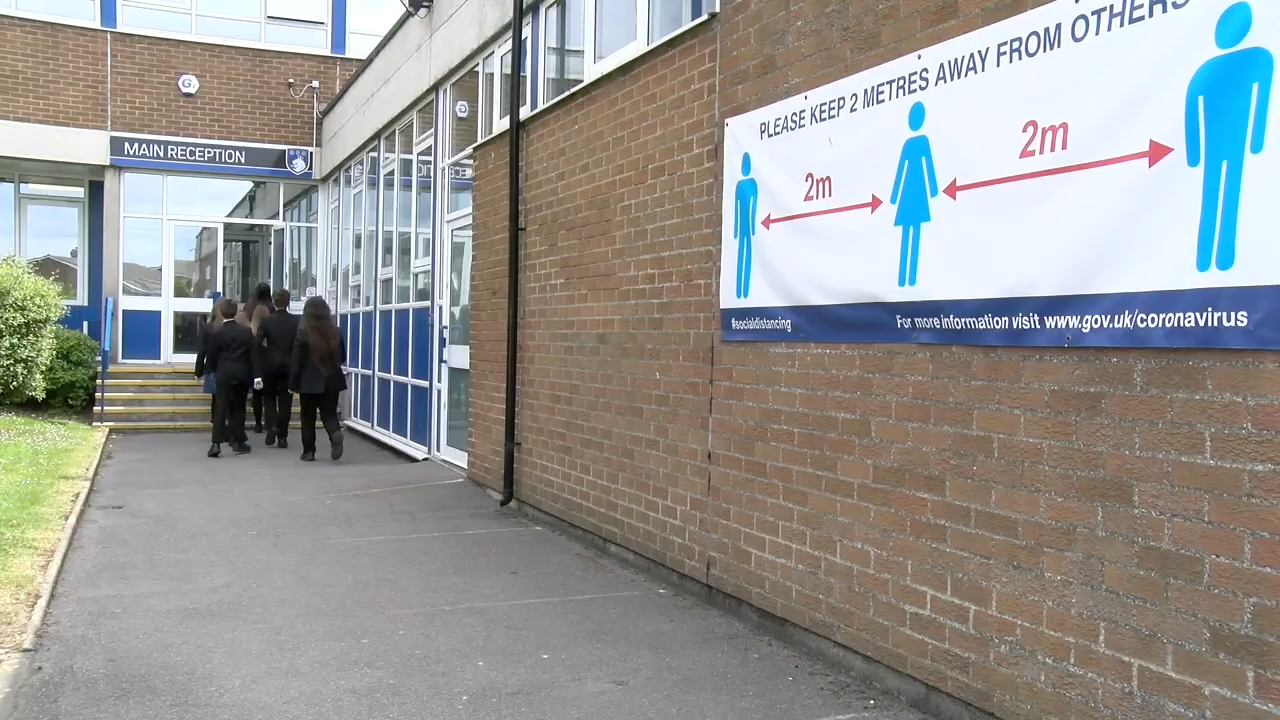 MAIN RECEPTION
PLEASE KEEP 2 METRES AWAY FROM OTHERS
2m
2m
#socialdistancing
For more information visit www.gov.uk/coronavirus